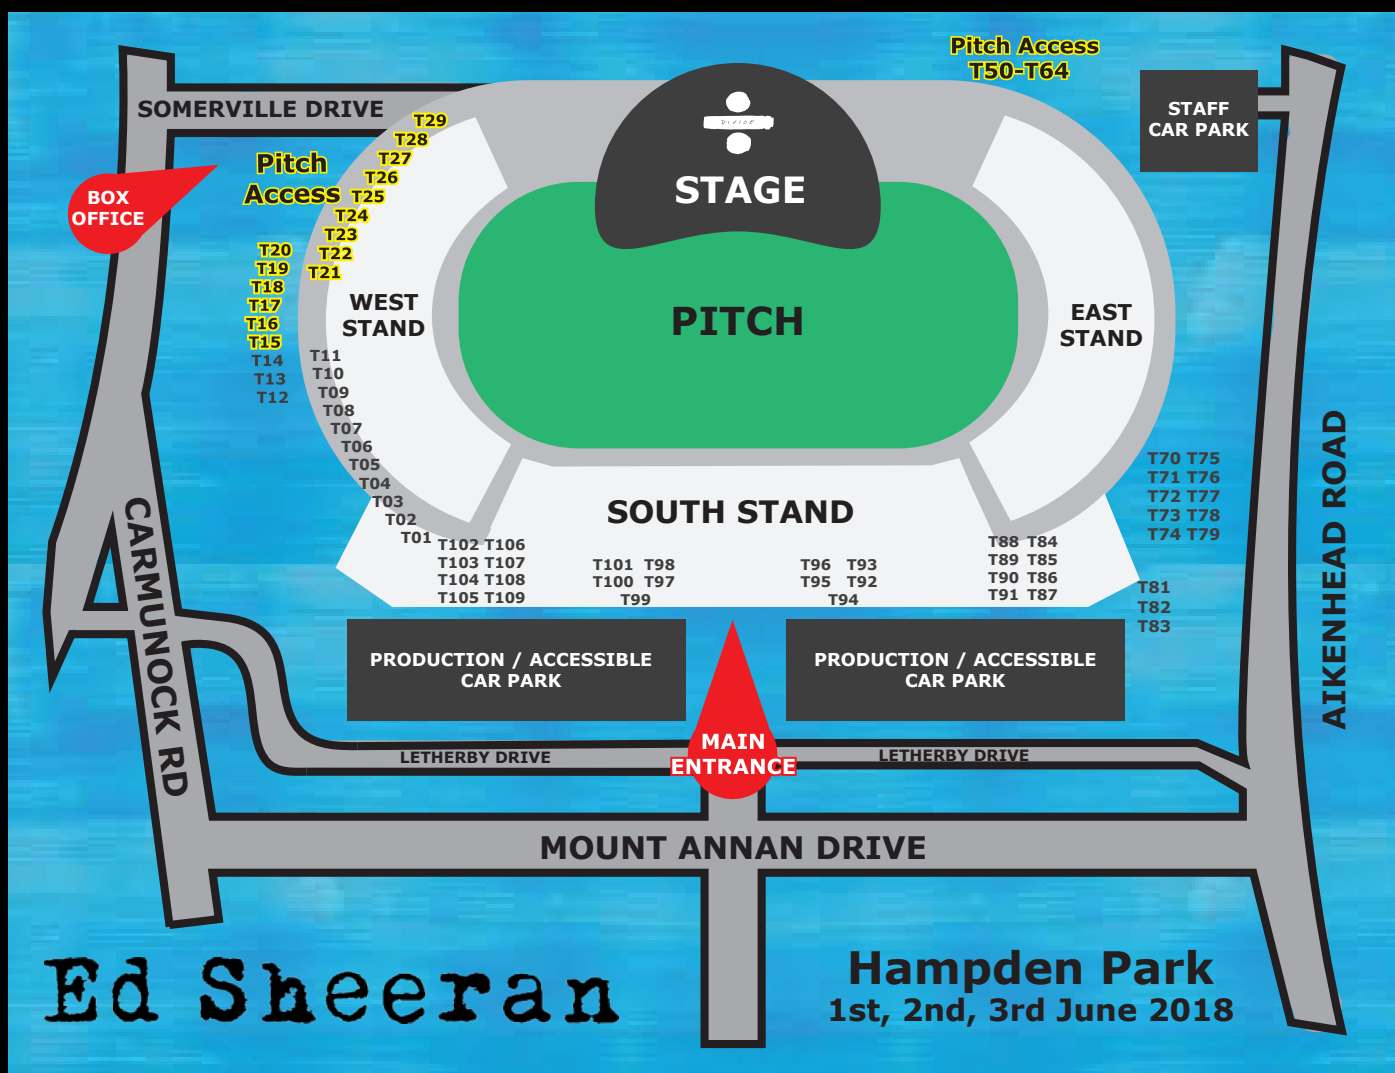 Pitch Access
T50-T64
STAFF
CAR PARK
SOMERVILLE DRIVE
DIVIDE
STAGE
Pitch
Access
BOX
OFFICE
T29
T28
T27
T26
T25
T24
T23
T22
T21
T20
T19
T18
T17
T16
T15
T14
T13
T12
WEST
STAND
PITCH
EAST
STAND
T11
T10
T09
T08
T07
T06
T05
T04
T03
T02
T01
SOUTH STAND
T102 T106
T103 T107
T104 T108
T105 T109
T101 T98
T100 T97
T99
T96 T93
T95 T92
T94
T88 T84
T89 T85
T90 T86
T91 T87
T70 T75
T71 T76
T72 T77
T73 T78
T74 T79
T81
T82
T83
AIKENHEAD ROAD
CARMUNOCK RD
PRODUCTION / ACCESSIBLE
CAR PARK
PRODUCTION / ACCESSIBLE
CAR PARK
MAIN
ENTRANCE
LETHERBY DRIVE
LETHERBY DRIVE
MOUNT ANNAN DRIVE
Ed Sheeran
Hampden Park
1st, 2nd, 3rd June 2018